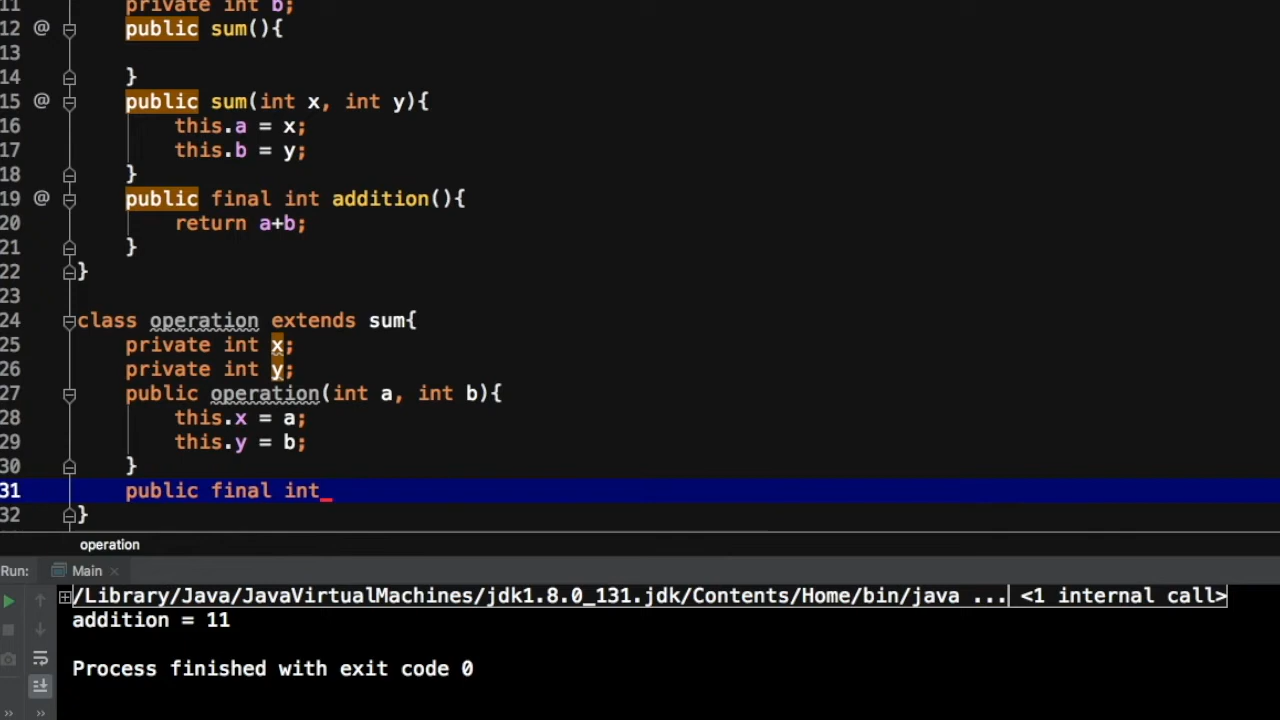 11 private int b;
12 @ public sum(){
13
14 }
15 @ public sum(int x, int y){
16 this.a = x;
17 this.b = y;
18 }
19 @ public final int addition(){
20 return a+b;
21 }
22 }
23
24 class operation extends sum{
25 private int x;
26 private int y;
27 public operation(int a, int b){
28 this.x = a;
29 this.y = b;
30 }
31 public final int
32 }
operation
Run: Main
/Library/Java/JavaVirtualMachines/jdk1.8.0_131.jdk/Contents/Home/bin/java ... <1 internal call>
addition = 11
Process finished with exit code 0